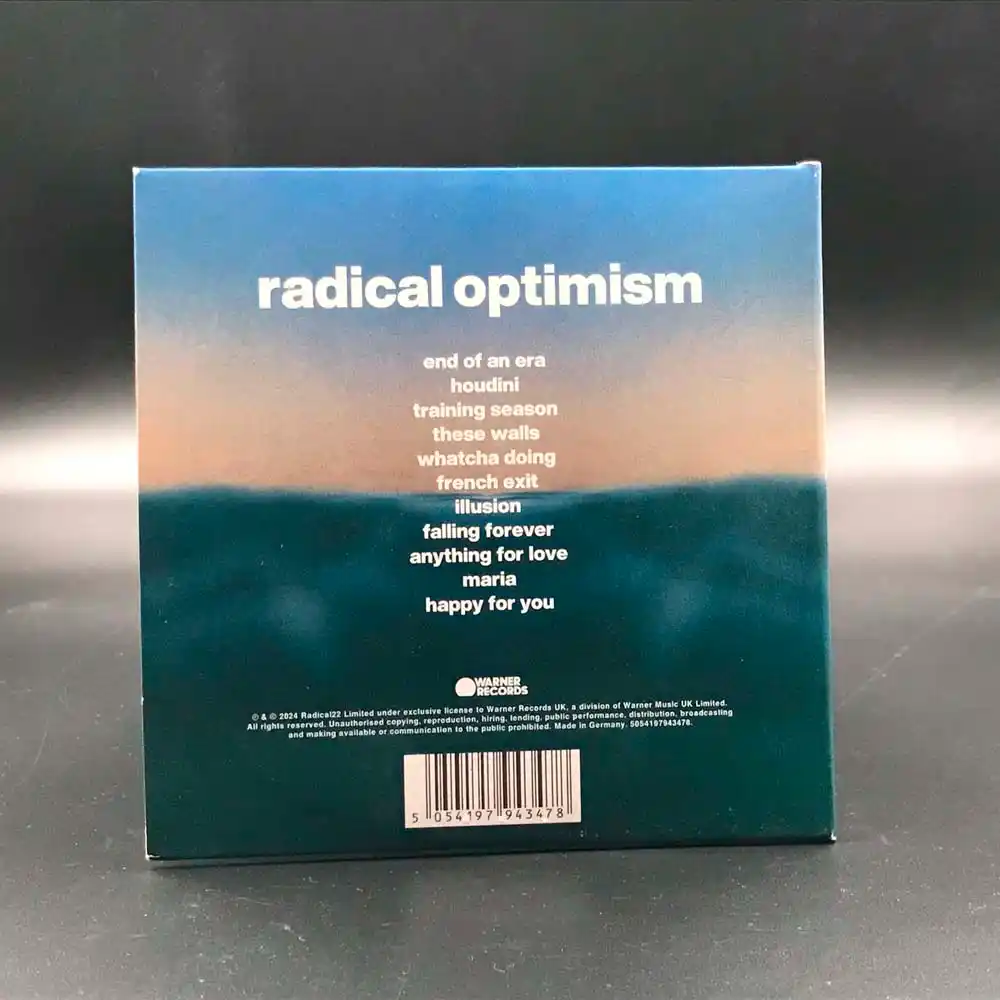 radical optimism
end of an era
houdini
training season
these walls
whatcha doing
french exit
illusion
falling forever
anything for love
maria
happy for you
WARNER
RECORDS
℗ & © 2024 Radical22 Limited under exclusive license to Warner Records UK, a division of Warner Music UK Limited.
All rights reserved. Unauthorised copying, reproduction, hiring, lending, public performance, distribution, broadcasting
and making available or communication to the public prohibited. Made in Germany. 5054197943478.
5 054197 943478